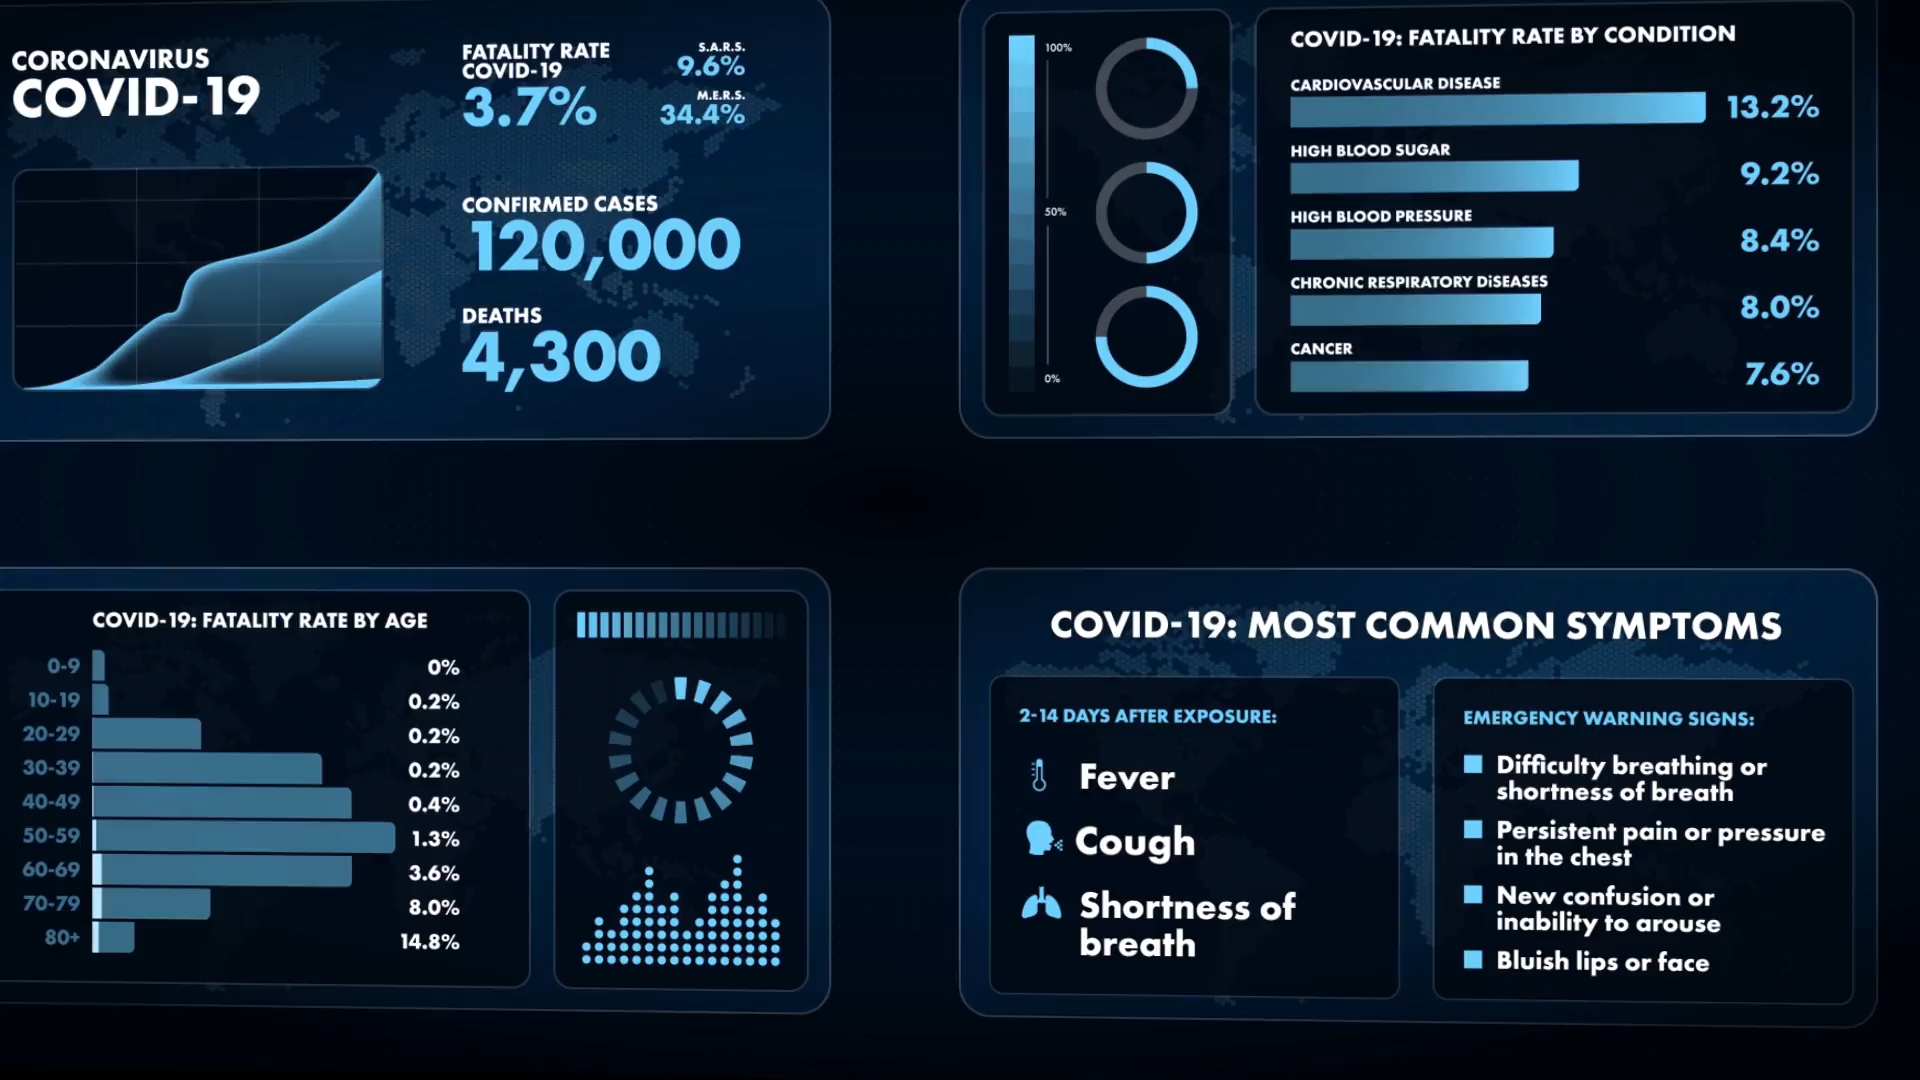 CORONAVIRUS
COVID-19
FATALITY RATE
COVID-19
3.7%
S.A.R.S.
9.6%
M.E.R.S.
34.4%
CONFIRMED CASES
120,000
DEATHS
4,300
100%
50%
0%
COVID-19: FATALITY RATE BY CONDITION
CARDIOVASCULAR DISEASE
13.2%
HIGH BLOOD SUGAR
9.2%
HIGH BLOOD PRESSURE
8.4%
CHRONIC RESPIRATORY DiSEASES
8.0%
CANCER
7.6%
COVID-19: FATALITY RATE BY AGE
0-9 0%
10-19 0.2%
20-29 0.2%
30-39 0.2%
40-49 0.4%
50-59 1.3%
60-69 3.6%
70-79 8.0%
80+ 14.8%
COVID-19: MOST COMMON SYMPTOMS
2-14 DAYS AFTER EXPOSURE:
Fever
Cough
Shortness of
breath
EMERGENCY WARNING SIGNS:
Difficulty breathing or
shortness of breath
Persistent pain or pressure
in the chest
New confusion or
inability to arouse
Bluish lips or face